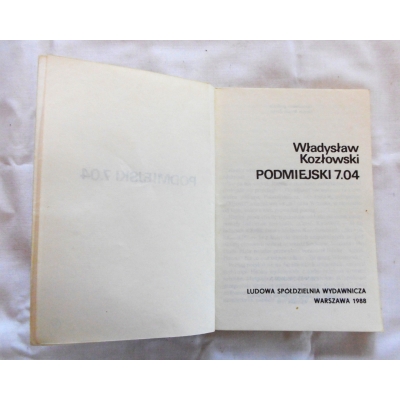 Władysław
Kozłowski
PODMIEJSKI 7.04
LUDOWA SPÓŁDZIELNIA WYDAWNICZA
WARSZAWA 1988